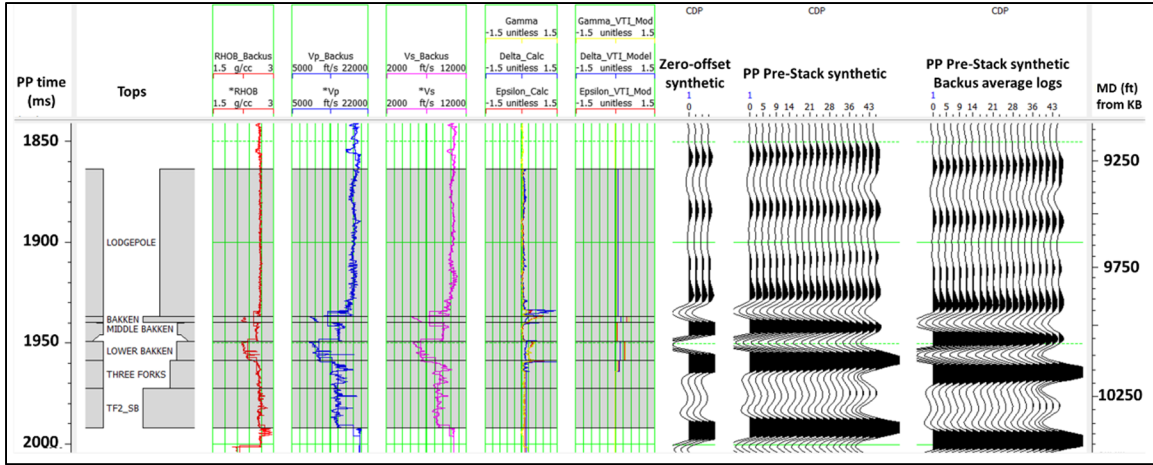 CDP CDP CDP
Gamma Gamma_VTI_Mod
-1.5 unitless 1.5 -1.5 unitless 1.5
RHOB_Backus Vp_Backus Vs_Backus Delta_Calc Delta_VTI_Model
1.5 g/cc 3 5000 ft/s 22000 2000 ft/s 12000 -1.5 unitless 1.5 -1.5 unitless 1.5
*RHOB *Vp *Vs Epsilon_Calc Epsilon_VTI_Mod
1.5 g/cc 3 5000 ft/s 22000 2000 ft/s 12000 -1.5 unitless 1.5 -1.5 unitless 1.5
PP time
(ms)
Tops
Zero-offset
synthetic
PP Pre-Stack synthetic
PP Pre-Stack synthetic
Backus average logs
MD (ft)
from KB
1 1 1
0 0 5 9 14 21 28 36 43 0 5 9 14 21 28 36 43
1850
9250
1900
LODGEPOLE
9750
BAKKEN
MIDDLE BAKKEN
1950
LOWER BAKKEN
THREE FORKS
10250
TF2_SB
2000